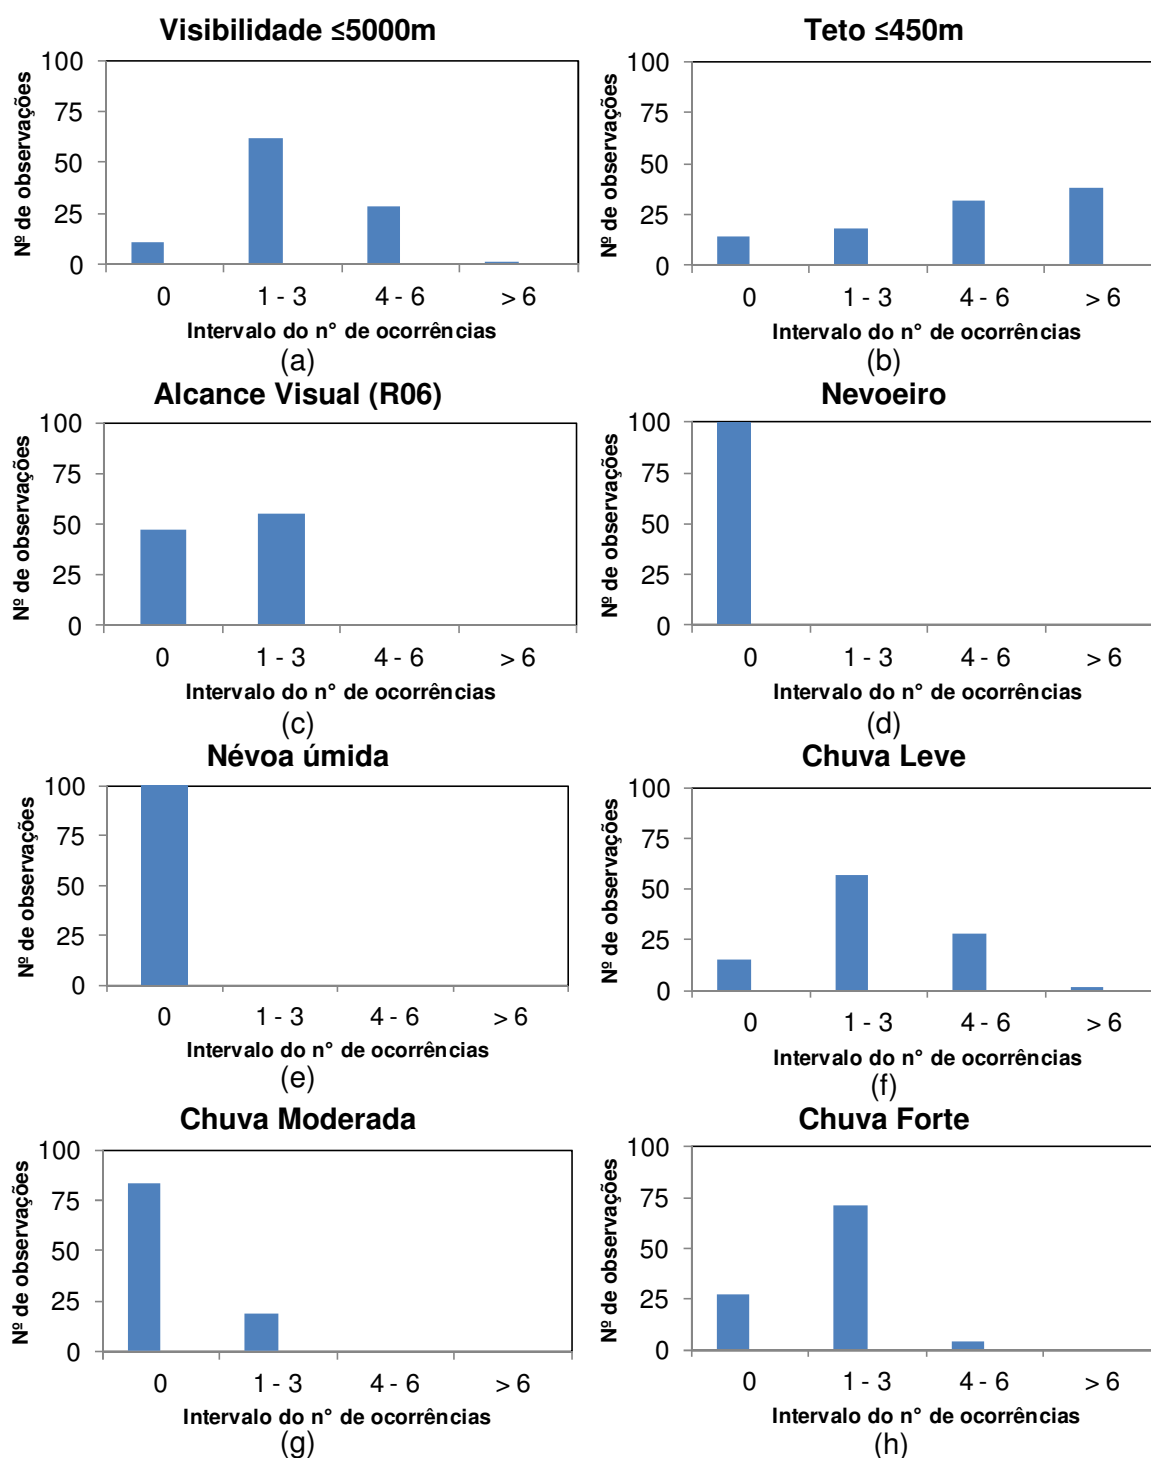 Visibilidade ≤5000m
Nº de observações
100
75
50
25
0
0 1 - 3 4 - 6 > 6
Intervalo do n° de ocorrências
(a)
Teto ≤450m
Nº de observações
100
75
50
25
0
0 1 - 3 4 - 6 > 6
Intervalo do n° de ocorrências
(b)
Alcance Visual (R06)
Nº de observações
100
75
50
25
0
0 1 - 3 4 - 6 > 6
Intervalo do n° de ocorrências
(c)
Nevoeiro
Nº de observações
100
75
50
25
0
0 1 - 3 4 - 6 > 6
Intervalo do n° de ocorrências
(d)
Névoa úmida
Nº de observações
100
75
50
25
0
0 1 - 3 4 - 6 > 6
Intervalo do n° de ocorrências
(e)
Chuva Leve
Nº de observações
100
75
50
25
0
0 1 - 3 4 - 6 > 6
Intervalo do n° de ocorrências
(f)
Chuva Moderada
Nº de observações
100
75
50
25
0
0 1 - 3 4 - 6 > 6
Intervalo do n° de ocorrências
(g)
Chuva Forte
Nº de observações
100
75
50
25
0
0 1 - 3 4 - 6 > 6
Intervalo do n° de ocorrências
(h)